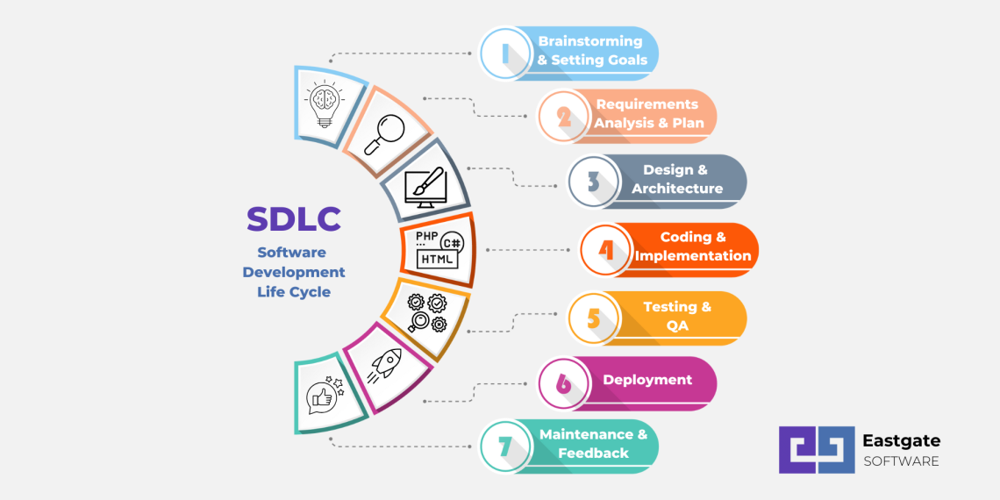 SDLC
Software
Development
Life Cycle
1
Brainstorming
& Setting Goals
2
Requirements
Analysis & Plan
3
Design &
Architecture
PHP
...
C#
HTML
4
Coding &
Implementation
5
Testing &
QA
6
Deployment
7
Maintenance &
Feedback
Eastgate
SOFTWARE